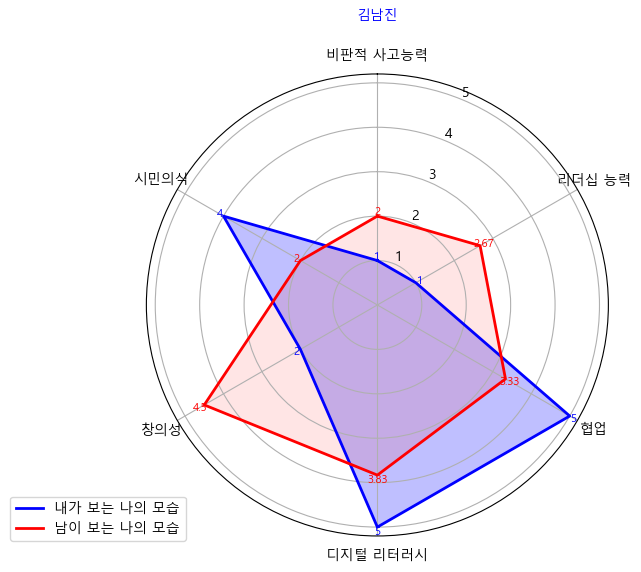 김남진
비판적 사고능력
5
4
시민의식
리더십 능력
3
4
2
2
2.67
1
1
2
1
2
3.33
4.5
5
창의성
협업
3.83
내가 보는 나의 모습
남이 보는 나의 모습
5
디지털 리터러시